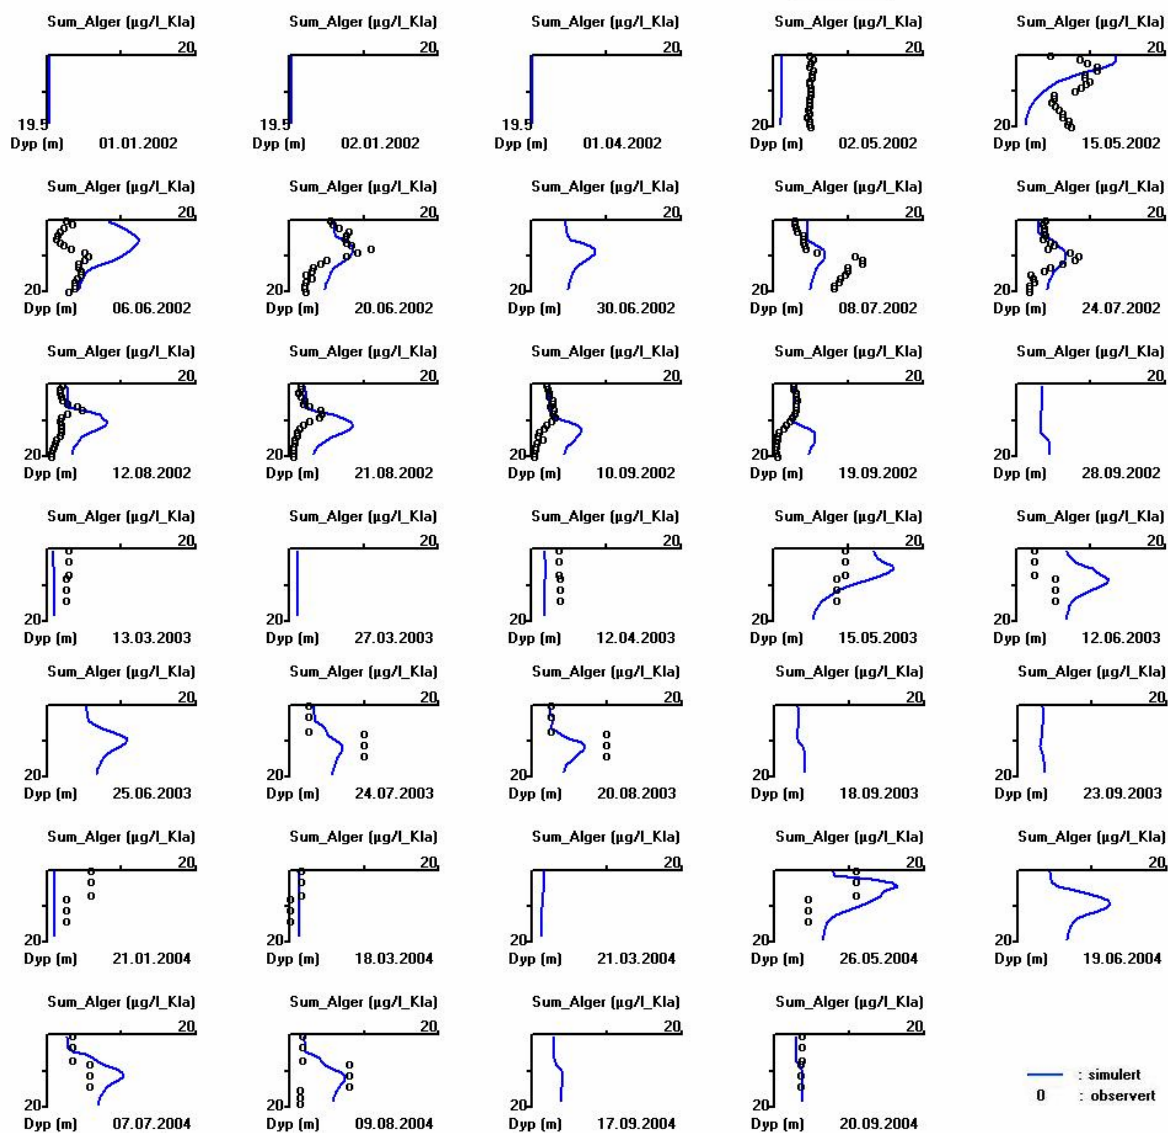 Sum_Alger (µg/l_Kla) Sum_Alger (µg/l_Kla) Sum_Alger (µg/l_Kla) Sum_Alger (µg/l_Kla) Sum_Alger (µg/l_Kla)
20 20 20 20 20
19.5 19.5 19.5 20 20
Dyp (m) 01.01.2002 Dyp (m) 02.01.2002 Dyp (m) 01.04.2002 Dyp (m) 02.05.2002 Dyp (m) 15.05.2002
Sum_Alger (µg/l_Kla) Sum_Alger (µg/l_Kla) Sum_Alger (µg/l_Kla) Sum_Alger (µg/l_Kla) Sum_Alger (µg/l_Kla)
20 20 20 20 20
20 20 20 20 20
Dyp (m) 06.06.2002 Dyp (m) 20.06.2002 Dyp (m) 30.06.2002 Dyp (m) 08.07.2002 Dyp (m) 24.07.2002
Sum_Alger (µg/l_Kla) Sum_Alger (µg/l_Kla) Sum_Alger (µg/l_Kla) Sum_Alger (µg/l_Kla) Sum_Alger (µg/l_Kla)
20 20 20 20 20
20 20 20 20 20
Dyp (m) 12.08.2002 Dyp (m) 21.08.2002 Dyp (m) 10.09.2002 Dyp (m) 19.09.2002 Dyp (m) 28.09.2002
Sum_Alger (µg/l_Kla) Sum_Alger (µg/l_Kla) Sum_Alger (µg/l_Kla) Sum_Alger (µg/l_Kla) Sum_Alger (µg/l_Kla)
20 20 20 20 20
20 20 20 20 20
Dyp (m) 13.03.2003 Dyp (m) 27.03.2003 Dyp (m) 12.04.2003 Dyp (m) 15.05.2003 Dyp (m) 12.06.2003
Sum_Alger (µg/l_Kla) Sum_Alger (µg/l_Kla) Sum_Alger (µg/l_Kla) Sum_Alger (µg/l_Kla) Sum_Alger (µg/l_Kla)
20 20 20 20 20
20 20 20 20 20
Dyp (m) 25.06.2003 Dyp (m) 24.07.2003 Dyp (m) 20.08.2003 Dyp (m) 18.09.2003 Dyp (m) 23.09.2003
Sum_Alger (µg/l_Kla) Sum_Alger (µg/l_Kla) Sum_Alger (µg/l_Kla) Sum_Alger (µg/l_Kla) Sum_Alger (µg/l_Kla)
20 20 20 20 20
20 20 20 20 20
Dyp (m) 21.01.2004 Dyp (m) 18.03.2004 Dyp (m) 21.03.2004 Dyp (m) 26.05.2004 Dyp (m) 19.06.2004
Sum_Alger (µg/l_Kla) Sum_Alger (µg/l_Kla) Sum_Alger (µg/l_Kla) Sum_Alger (µg/l_Kla)
20 20 20 20
: simulert
0 : observert
20 20 20 20
Dyp (m) 07.07.2004 Dyp (m) 09.08.2004 Dyp (m) 17.09.2004 Dyp (m) 20.09.2004